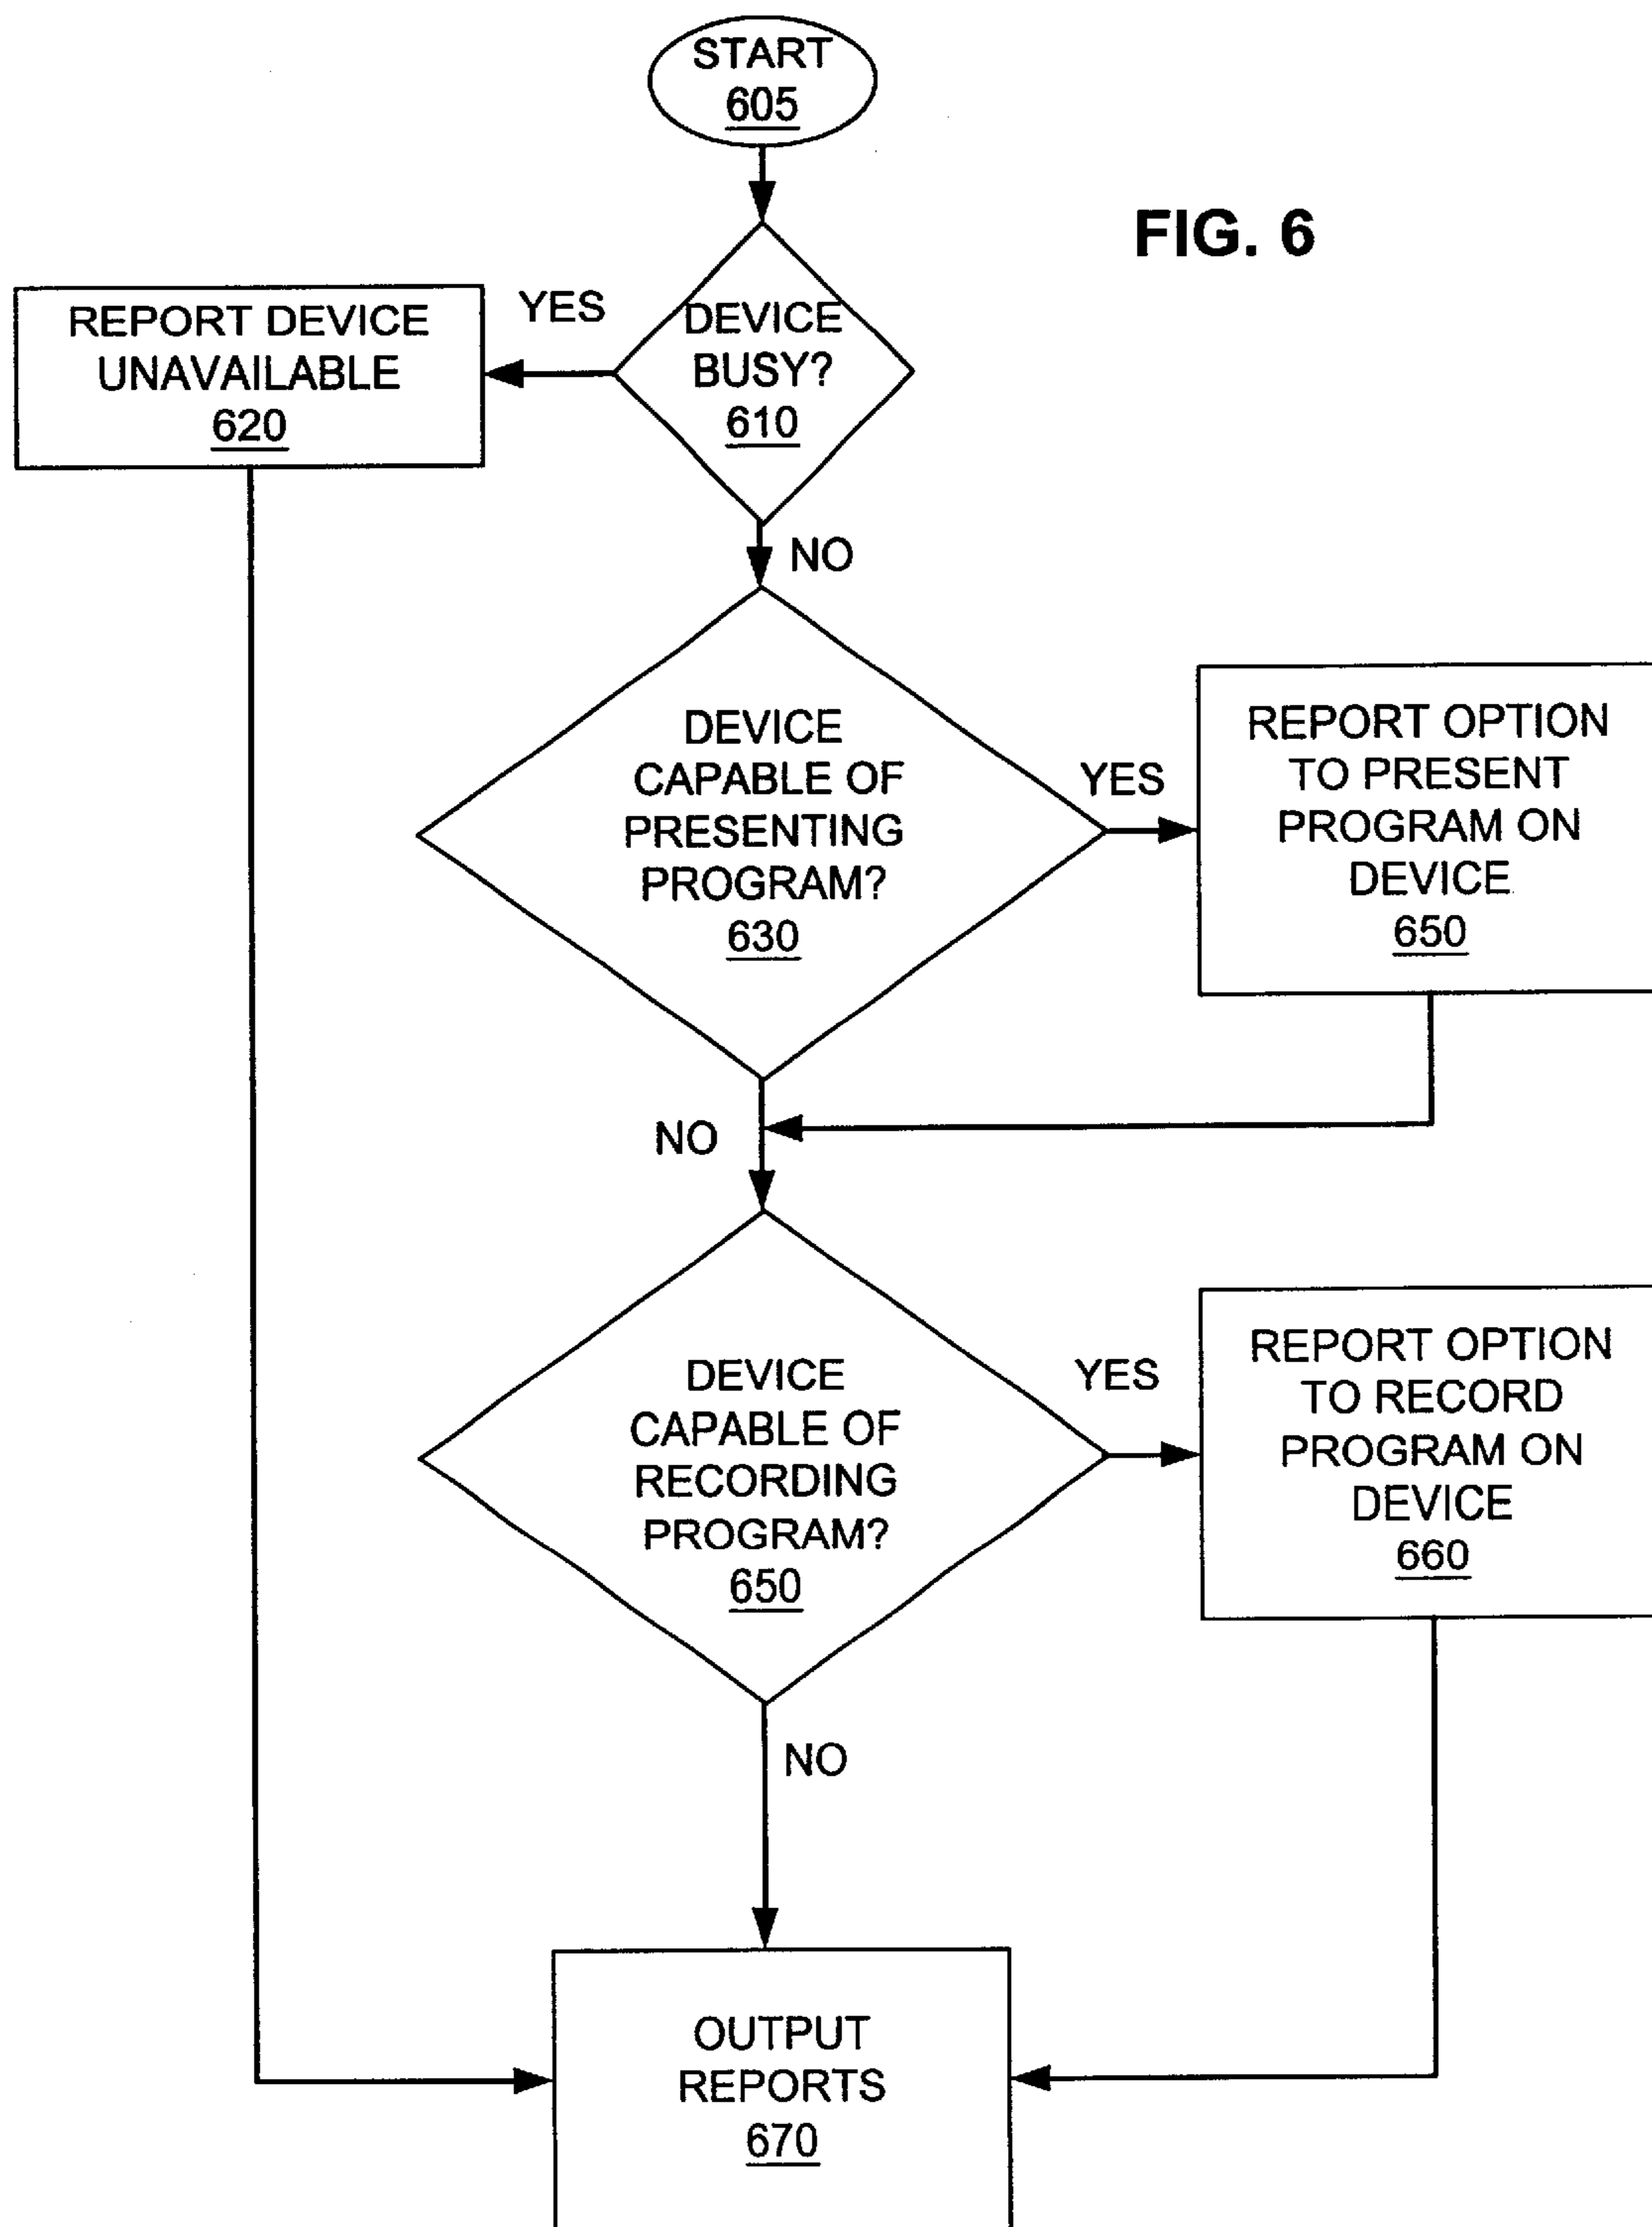 START
605
FIG. 6
REPORT DEVICE
UNAVAILABLE
620
YES
DEVICE
BUSY?
610
NO
DEVICE
CAPABLE OF
PRESENTING
PROGRAM?
630
YES
REPORT OPTION
TO PRESENT
PROGRAM ON
DEVICE
650
NO
DEVICE
CAPABLE OF
RECORDING
PROGRAM?
650
YES
REPORT OPTION
TO RECORD
PROGRAM ON
DEVICE
660
NO
OUTPUT
REPORTS
670